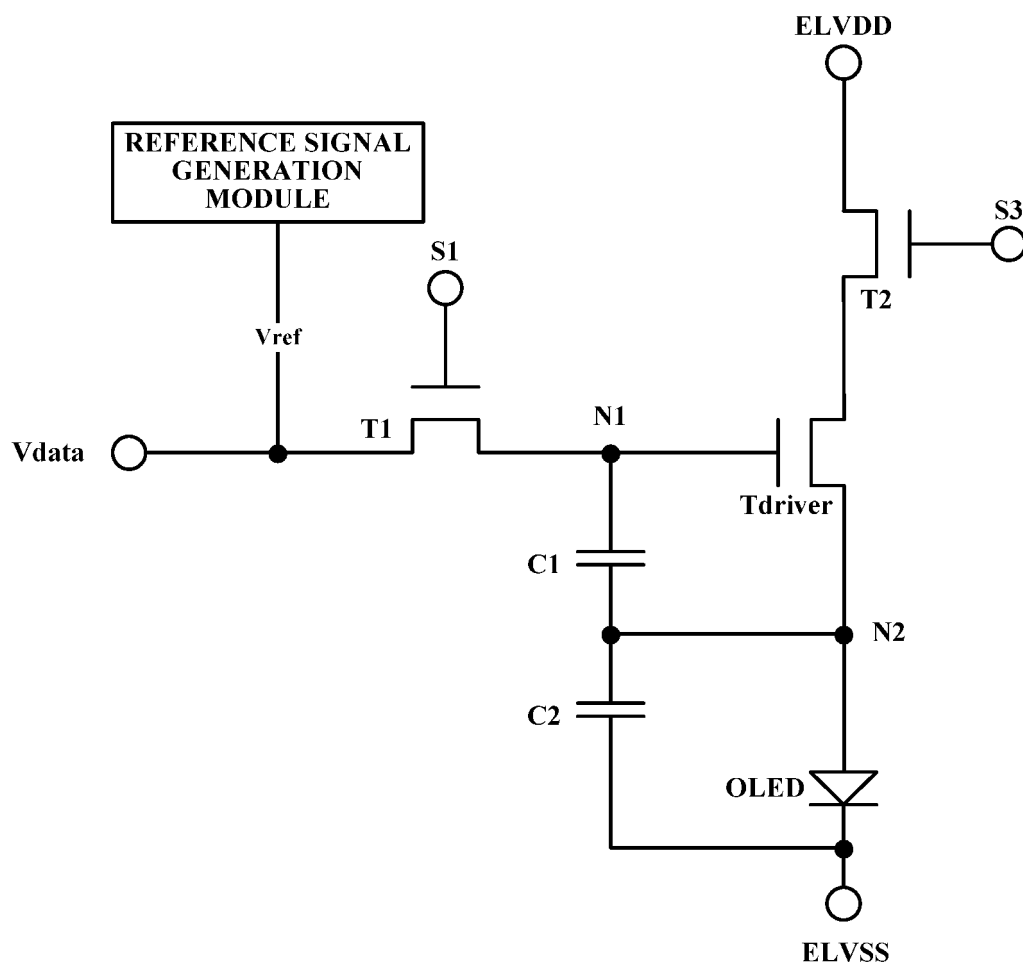 ELVDD
REFERENCE SIGNAL
GENERATION
MODULE
S3
S1
T2
Vref
N1
T1
Vdata
Tdriver
C1
N2
C2
OLED
ELVSS